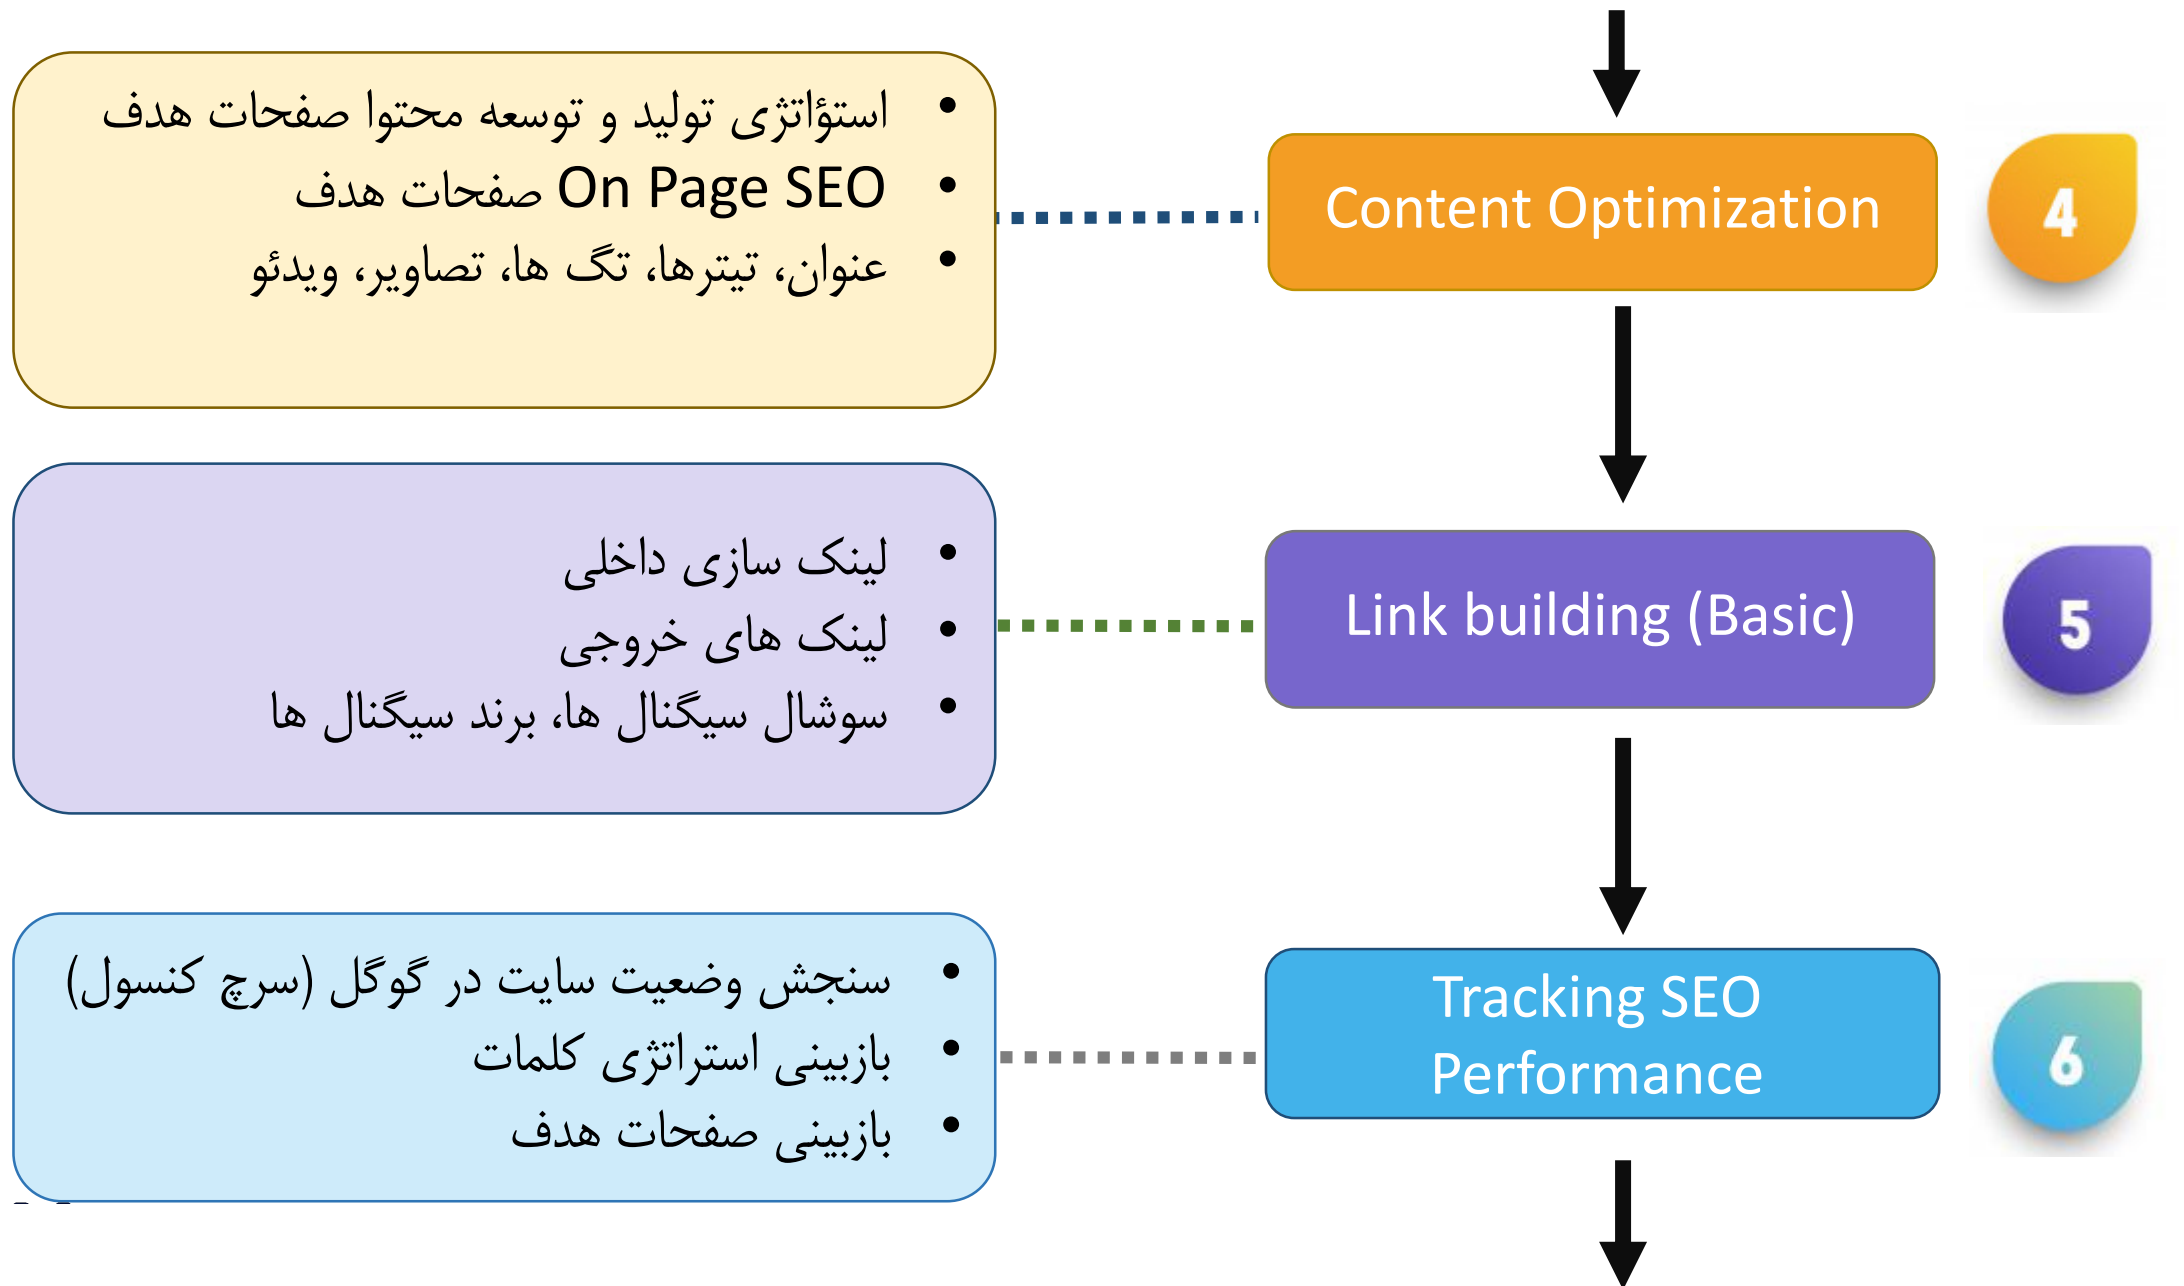 استؤاتژی تولید و توسعه محتوا صفحات هدف
On Page SEO صفحات هدف
عنوان، تیترها، تگ ها، تصاویر، ویدئو
Content Optimization
4
لینک سازی داخلی
لینک های خروجی
سوشال سیگنال ها، برند سیگنال ها
Link building (Basic)
5
سنجش وضعیت سایت در گوگل (سرچ کنسول)
بازبینی استراتژی کلمات
بازبینی صفحات هدف
Tracking SEO
Performance
6